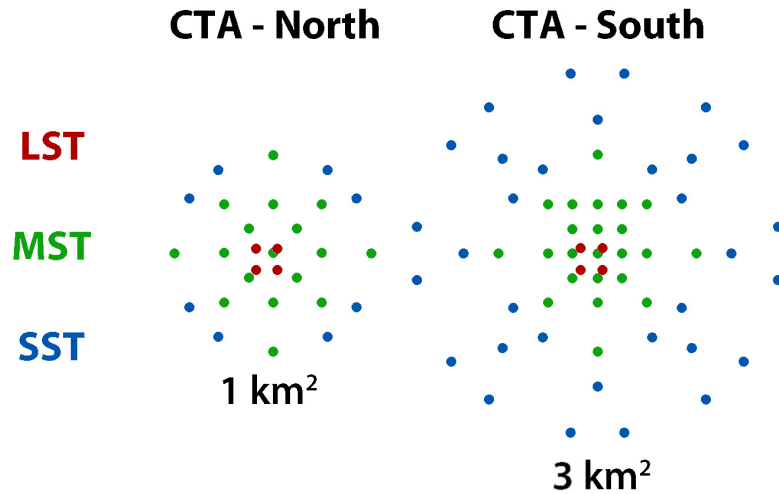 CTA - North
CTA - South
LST
MST
SST
1 km²
3 km²